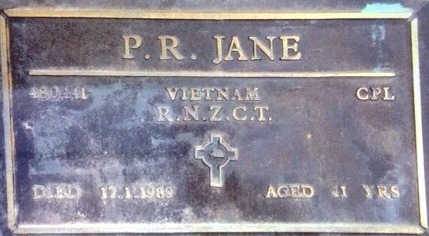 P. R. JANE
480441 VIETNAM CPL
R.N.Z.C.T.
DIED 17.1.1989 AGED 41 YRS